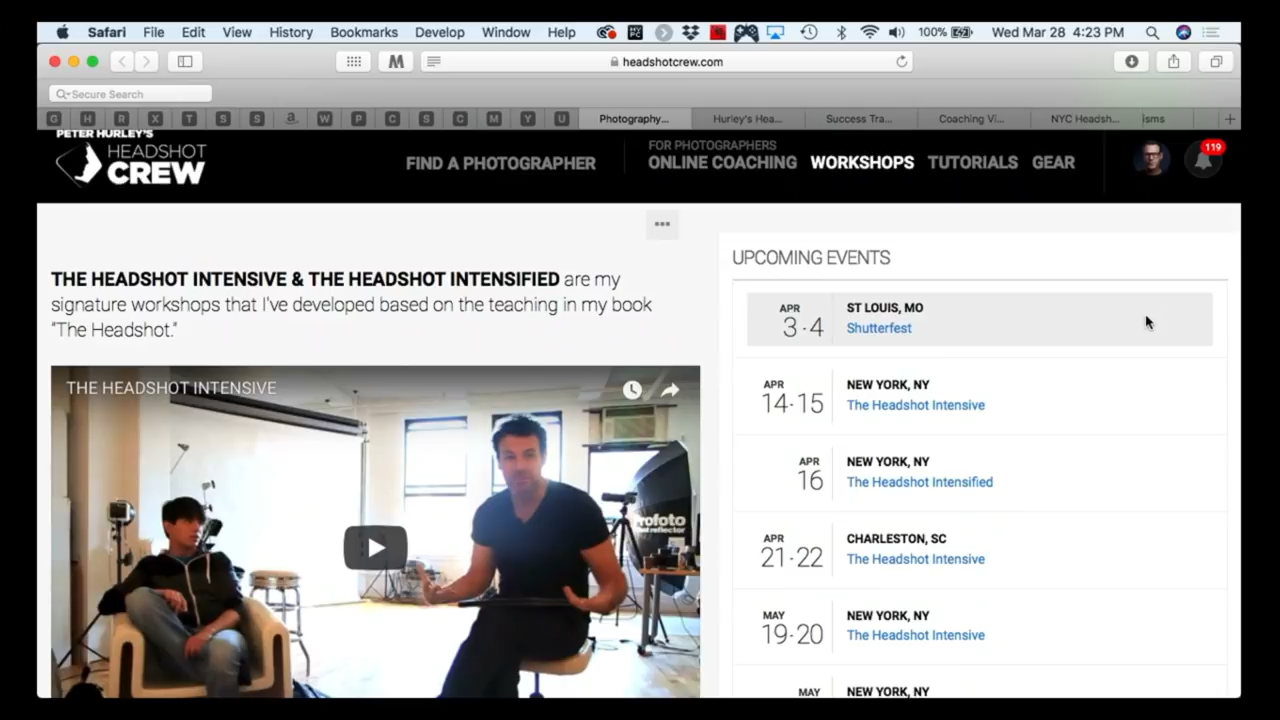 Safari File Edit View History Bookmarks Develop Window Help 100% Wed Mar 28 4:23 PM
headshotcrew.com
Secure Search
G H R X T S S a W P C S C M Y U Photography... Hurley's Hea... Success Tra... Coaching Vi... NYC Headsh... isms
PETER HURLEY'S
HEADSHOT
CREW
FIND A PHOTOGRAPHER
FOR PHOTOGRAPHERS
ONLINE COACHING WORKSHOPS TUTORIALS GEAR
119
THE HEADSHOT INTENSIVE & THE HEADSHOT INTENSIFIED are my
signature workshops that I've developed based on the teaching in my book
"The Headshot."
THE HEADSHOT INTENSIVE
profoto
UPCOMING EVENTS
APR
3·4
ST LOUIS, MO
Shutterfest
APR
14·15
NEW YORK, NY
The Headshot Intensive
APR
16
NEW YORK, NY
The Headshot Intensified
APR
21·22
CHARLESTON, SC
The Headshot Intensive
MAY
19·20
NEW YORK, NY
The Headshot Intensive
MAY
NEW YORK, NY